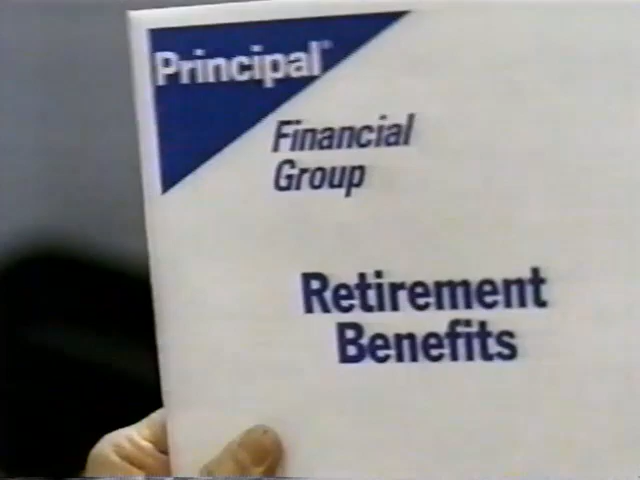 Principal®
Financial
Group
Retirement
Benefits